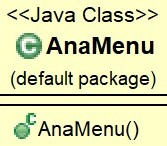 <<Java Class>>
C AnaMenu
(default package)
C AnaMenu()